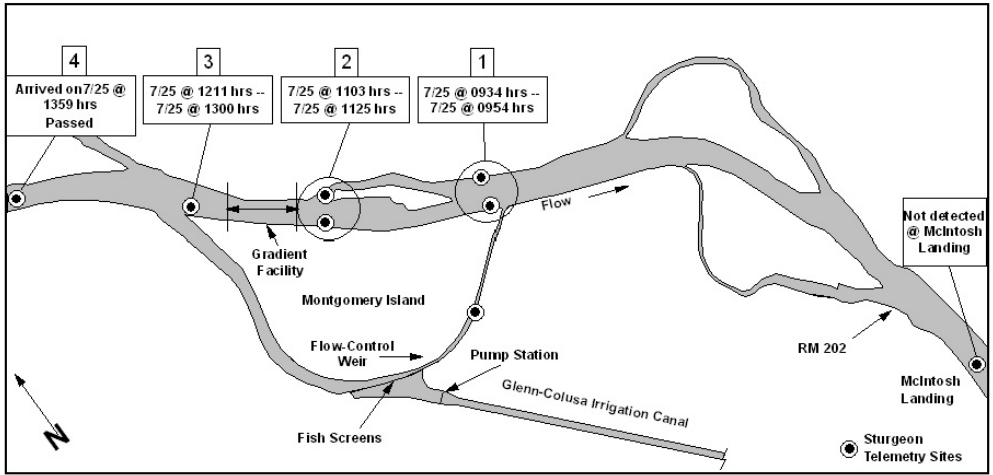 4
3
2
1
Arrived on7/25 @
1359 hrs
Passed
7/25 @ 1211 hrs --
7/25 @ 1300 hrs
7/25 @ 1103 hrs --
7/25 @ 1125 hrs
7/25 @ 0934 hrs --
7/25 @ 0954 hrs
Flow
Not detected
@ McIntosh
Landing
Gradient
Facility
Montgomery Island
Flow-Control
Weir
Pump Station
RM 202
Glenn-Colusa Irrigation Canal
McIntosh
Landing
Fish Screens
N
Sturgeon
Telemetry Sites